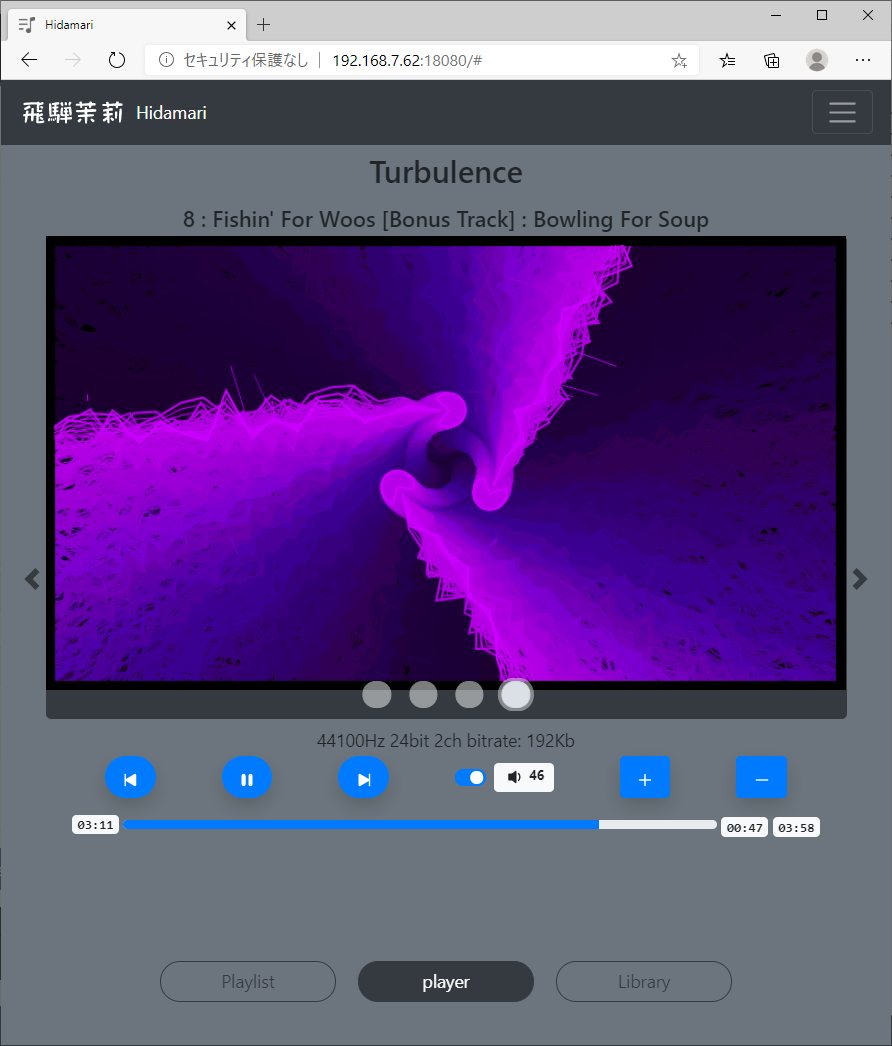 Hidamari
セキュリティ保護なし | 192.168.7.62:18080/#
飛騨茉莉 Hidamari
Turbulence
8 : Fishin' For Woos [Bonus Track] : Bowling For Soup
44100Hz 24bit 2ch bitrate: 192Kb
46
03:11 00:47 03:58
Playlist player Library